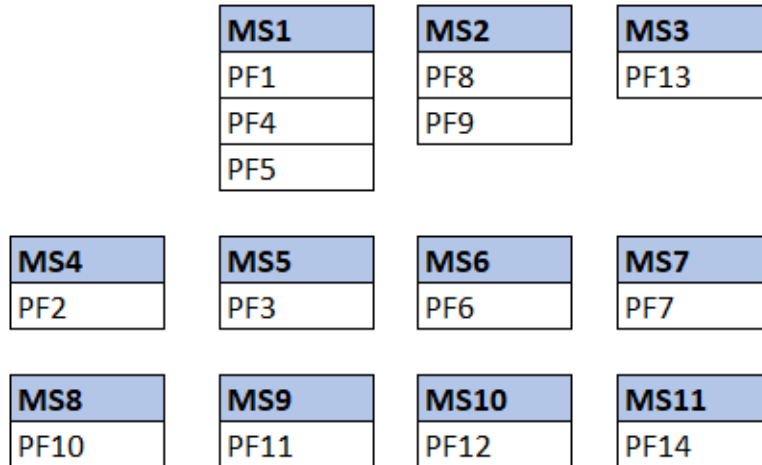 MS1 MS2 MS3
PF1 PF8 PF13
PF4 PF9
PF5
MS4 MS5 MS6 MS7
PF2 PF3 PF6 PF7
MS8 MS9 MS10 MS11
PF10 PF11 PF12 PF14